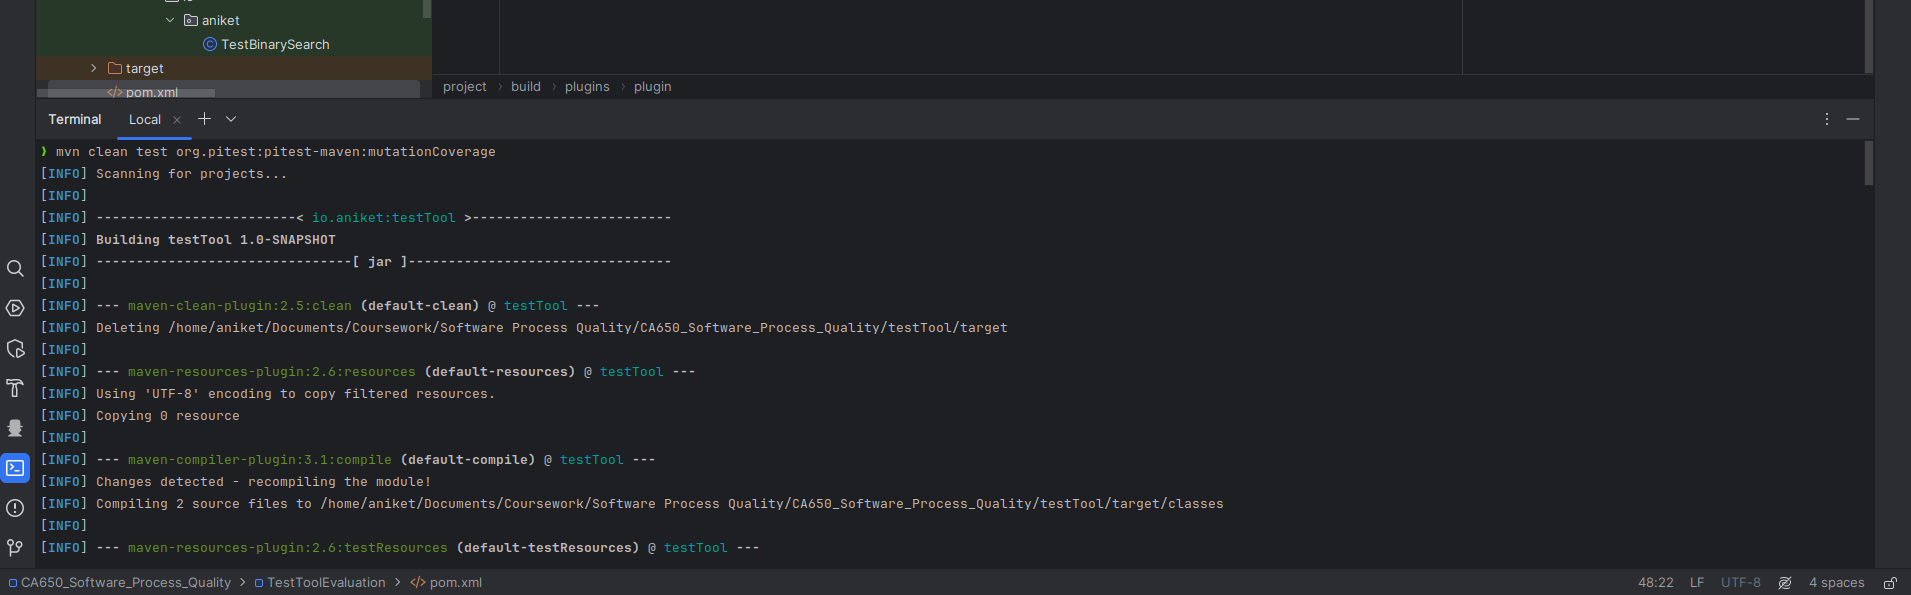 aniket
TestBinarySearch
target
pom.xml
project > build > plugins > plugin
Terminal Local
mvn clean test org.pitest:pitest-maven:mutationCoverage
[INFO] Scanning for projects...
[INFO]
[INFO] -------------------------< io.aniket:testTool >-------------------------
[INFO] Building testTool 1.0-SNAPSHOT
[INFO] --------------------------------[ jar ]---------------------------------
[INFO]
[INFO] --- maven-clean-plugin:2.5:clean (default-clean) @ testTool ---
[INFO] Deleting /home/aniket/Documents/Coursework/Software Process Quality/CA650_Software_Process_Quality/testTool/target
[INFO]
[INFO] --- maven-resources-plugin:2.6:resources (default-resources) @ testTool ---
[INFO] Using 'UTF-8' encoding to copy filtered resources.
[INFO] Copying 0 resource
[INFO]
[INFO] --- maven-compiler-plugin:3.1:compile (default-compile) @ testTool ---
[INFO] Changes detected - recompiling the module!
[INFO] Compiling 2 source files to /home/aniket/Documents/Coursework/Software Process Quality/CA650_Software_Process_Quality/testTool/target/classes
[INFO]
[INFO] --- maven-resources-plugin:2.6:testResources (default-testResources) @ testTool ---
CA650_Software_Process_Quality > TestToolEvaluation > pom.xml 48:22 LF UTF-8 4 spaces